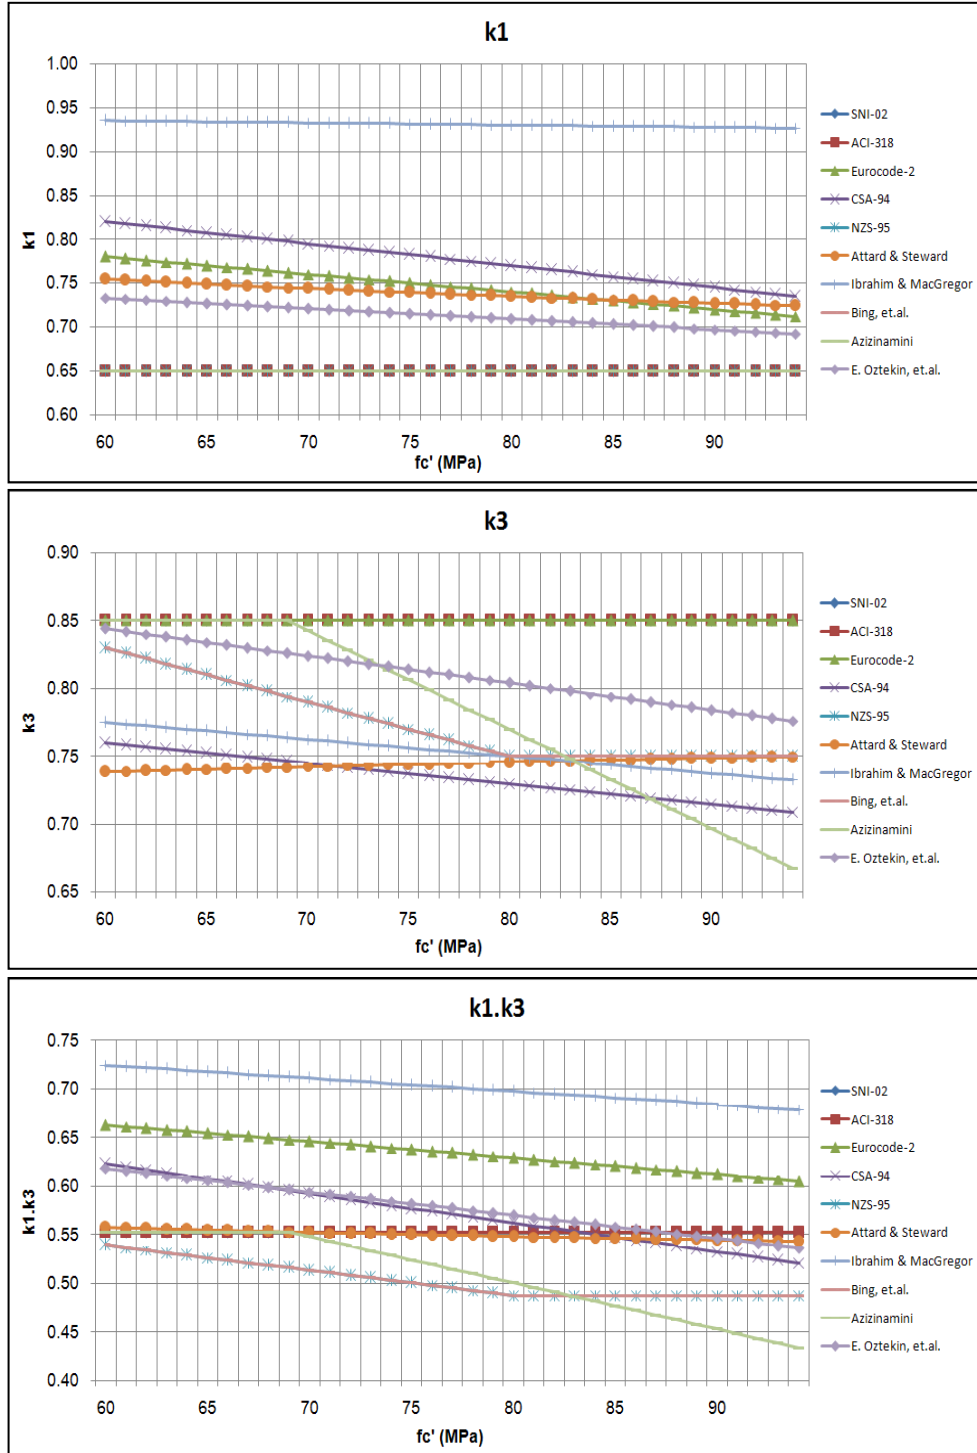 k1
1.00
0.95
0.90
0.85
0.80
0.75
0.70
0.65
0.60
k1
60 65 70 75 80 85 90
fc' (MPa)
SNI-02
ACI-318
Eurocode-2
CSA-94
NZS-95
Attard & Steward
Ibrahim & MacGregor
Bing, et.al.
Azizinamini
E. Oztekin, et.al.
k3
0.90
0.85
0.80
0.75
0.70
0.65
k3
60 65 70 75 80 85 90
fc' (MPa)
SNI-02
ACI-318
Eurocode-2
CSA-94
NZS-95
Attard & Steward
Ibrahim & MacGregor
Bing, et.al.
Azizinamini
E. Oztekin, et.al.
k1.k3
0.75
0.70
0.65
0.60
0.55
0.50
0.45
0.40
k1.k3
60 65 70 75 80 85 90
fc' (MPa)
SNI-02
ACI-318
Eurocode-2
CSA-94
NZS-95
Attard & Steward
Ibrahim & MacGregor
Bing, et.al.
Azizinamini
E. Oztekin, et.al.